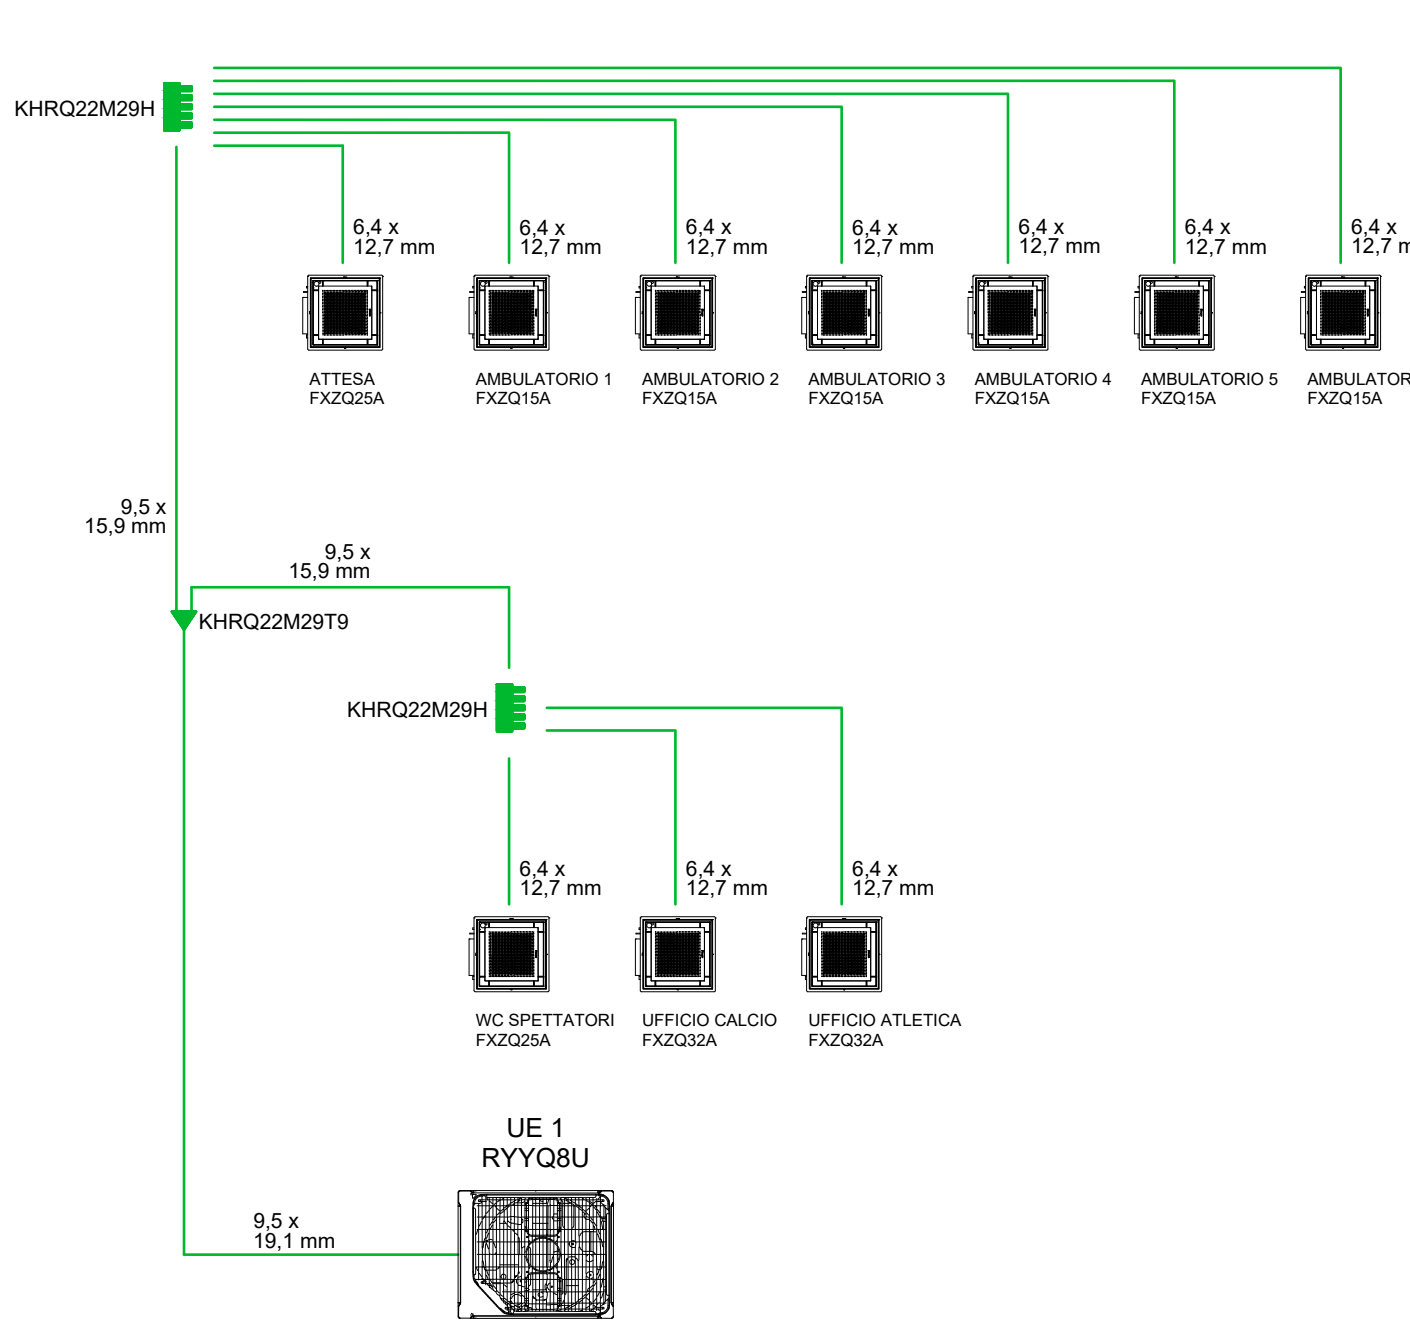 KHRQ22M29H
6,4 x
12,7 mm
6,4 x
12,7 mm
6,4 x
12,7 mm
6,4 x
12,7 mm
6,4 x
12,7 mm
6,4 x
12,7 mm
6,4 x
12,7
ATTESA
FXZQ25A
AMBULATORIO 1
FXZQ15A
AMBULATORIO 2
FXZQ15A
AMBULATORIO 3
FXZQ15A
AMBULATORIO 4
FXZQ15A
AMBULATORIO 5
FXZQ15A
AMBULATOR
FXZQ15A
9,5 x
15,9 mm
9,5 x
15,9 mm
KHRQ22M29T9
KHRQ22M29H
6,4 x
12,7 mm
6,4 x
12,7 mm
6,4 x
12,7 mm
WC SPETTATORI
FXZQ25A
UFFICIO CALCIO
FXZQ32A
UFFICIO ATLETICA
FXZQ32A
UE 1
RYYQ8U
9,5 x
19,1 mm